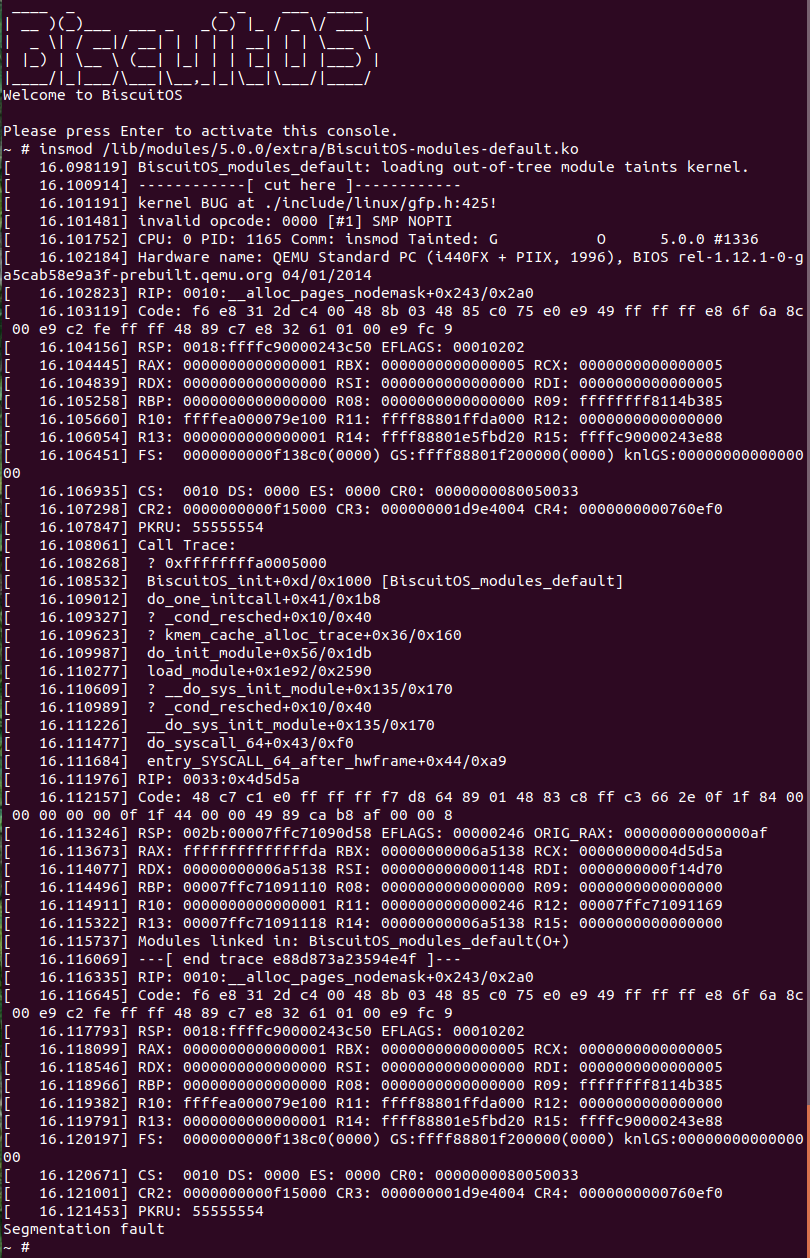 ____  _                _ _    ___  ____
| __ )(_)___  ___ _   _(_) |_ / _ \/ ___|
|  _ \| / __|/ __| | | | | __| | | \___ \
| |_) | \__ \ (__| |_| | | |_| |_| |___) |
|____/|_|___/\___|\__,_|_|\__|\___/|____/
Welcome to BiscuitOS
Please press Enter to activate this console.
~ # insmod /lib/modules/5.0.0/extra/BiscuitOS-modules-default.ko
[   16.098119] BiscuitOS_modules_default: loading out-of-tree module taints kernel.
[   16.100914] ------------[ cut here ]------------
[   16.101191] kernel BUG at ./include/linux/gfp.h:425!
[   16.101481] invalid opcode: 0000 [#1] SMP NOPTI
[   16.101752] CPU: 0 PID: 1165 Comm: insmod Tainted: G           O      5.0.0 #1336
[   16.102184] Hardware name: QEMU Standard PC (i440FX + PIIX, 1996), BIOS rel-1.12.1-0-g
a5cab58e9a3f-prebuilt.qemu.org 04/01/2014
[   16.102823] RIP: 0010:__alloc_pages_nodemask+0x243/0x2a0
[   16.103119] Code: f6 e8 31 2d c4 00 48 8b 03 48 85 c0 75 e0 e9 49 ff ff ff e8 6f 6a 8c
 00 e9 c2 fe ff ff 48 89 c7 e8 32 61 01 00 e9 fc 9
[   16.104156] RSP: 0018:ffffc90000243c50 EFLAGS: 00010202
[   16.104445] RAX: 0000000000000001 RBX: 0000000000000005 RCX: 0000000000000005
[   16.104839] RDX: 0000000000000000 RSI: 0000000000000000 RDI: 0000000000000005
[   16.105258] RBP: 0000000000000000 R08: 0000000000000000 R09: ffffffff8114b385
[   16.105660] R10: ffffea000079e100 R11: ffff88801ffda000 R12: 0000000000000000
[   16.106054] R13: 0000000000000001 R14: ffff88801e5fbd20 R15: ffffc90000243e88
[   16.106451] FS:  0000000000f138c0(0000) GS:ffff88801f200000(0000) knlGS:00000000000000
00
[   16.106935] CS:  0010 DS: 0000 ES: 0000 CR0: 0000000080050033
[   16.107298] CR2: 0000000000f15000 CR3: 000000001d9e4004 CR4: 0000000000760ef0
[   16.107847] PKRU: 55555554
[   16.108061] Call Trace:
[   16.108268]  ? 0xffffffffa0005000
[   16.108532]  BiscuitOS_init+0xd/0x1000 [BiscuitOS_modules_default]
[   16.109012]  do_one_initcall+0x41/0x1b8
[   16.109327]  ? _cond_resched+0x10/0x40
[   16.109623]  ? kmem_cache_alloc_trace+0x36/0x160
[   16.109987]  do_init_module+0x56/0x1db
[   16.110277]  load_module+0x1e92/0x2590
[   16.110609]  ? __do_sys_init_module+0x135/0x170
[   16.110989]  ? _cond_resched+0x10/0x40
[   16.111226]  __do_sys_init_module+0x135/0x170
[   16.111477]  do_syscall_64+0x43/0xf0
[   16.111684]  entry_SYSCALL_64_after_hwframe+0x44/0xa9
[   16.111976] RIP: 0033:0x4d5d5a
[   16.112157] Code: 48 c7 c1 e0 ff ff ff f7 d8 64 89 01 48 83 c8 ff c3 66 2e 0f 1f 84 00
 00 00 00 00 0f 1f 44 00 00 49 89 ca b8 af 00 00 8
[   16.113246] RSP: 002b:00007ffc71090d58 EFLAGS: 00000246 ORIG_RAX: 00000000000000af
[   16.113673] RAX: ffffffffffffffda RBX: 00000000006a5138 RCX: 00000000004d5d5a
[   16.114077] RDX: 00000000006a5138 RSI: 0000000000001148 RDI: 0000000000f14d70
[   16.114496] RBP: 00007ffc71091110 R08: 0000000000000000 R09: 0000000000000000
[   16.114911] R10: 0000000000000001 R11: 0000000000000246 R12: 00007ffc71091169
[   16.115322] R13: 00007ffc71091118 R14: 00000000006a5138 R15: 0000000000000000
[   16.115737] Modules linked in: BiscuitOS_modules_default(O+)
[   16.116069] ---[ end trace e88d873a23594e4f ]---
[   16.116335] RIP: 0010:__alloc_pages_nodemask+0x243/0x2a0
[   16.116645] Code: f6 e8 31 2d c4 00 48 8b 03 48 85 c0 75 e0 e9 49 ff ff ff e8 6f 6a 8c
 00 e9 c2 fe ff ff 48 89 c7 e8 32 61 01 00 e9 fc 9
[   16.117793] RSP: 0018:ffffc90000243c50 EFLAGS: 00010202
[   16.118099] RAX: 0000000000000001 RBX: 0000000000000005 RCX: 0000000000000005
[   16.118546] RDX: 0000000000000000 RSI: 0000000000000000 RDI: 0000000000000005
[   16.118966] RBP: 0000000000000000 R08: 0000000000000000 R09: ffffffff8114b385
[   16.119382] R10: ffffea000079e100 R11: ffff88801ffda000 R12: 0000000000000000
[   16.119791] R13: 0000000000000001 R14: ffff88801e5fbd20 R15: ffffc90000243e88
[   16.120197] FS:  0000000000f138c0(0000) GS:ffff88801f200000(0000) knlGS:00000000000000
00
[   16.120671] CS:  0010 DS: 0000 ES: 0000 CR0: 0000000080050033
[   16.121001] CR2: 0000000000f15000 CR3: 000000001d9e4004 CR4: 0000000000760ef0
[   16.121453] PKRU: 55555554
Segmentation fault
~ #